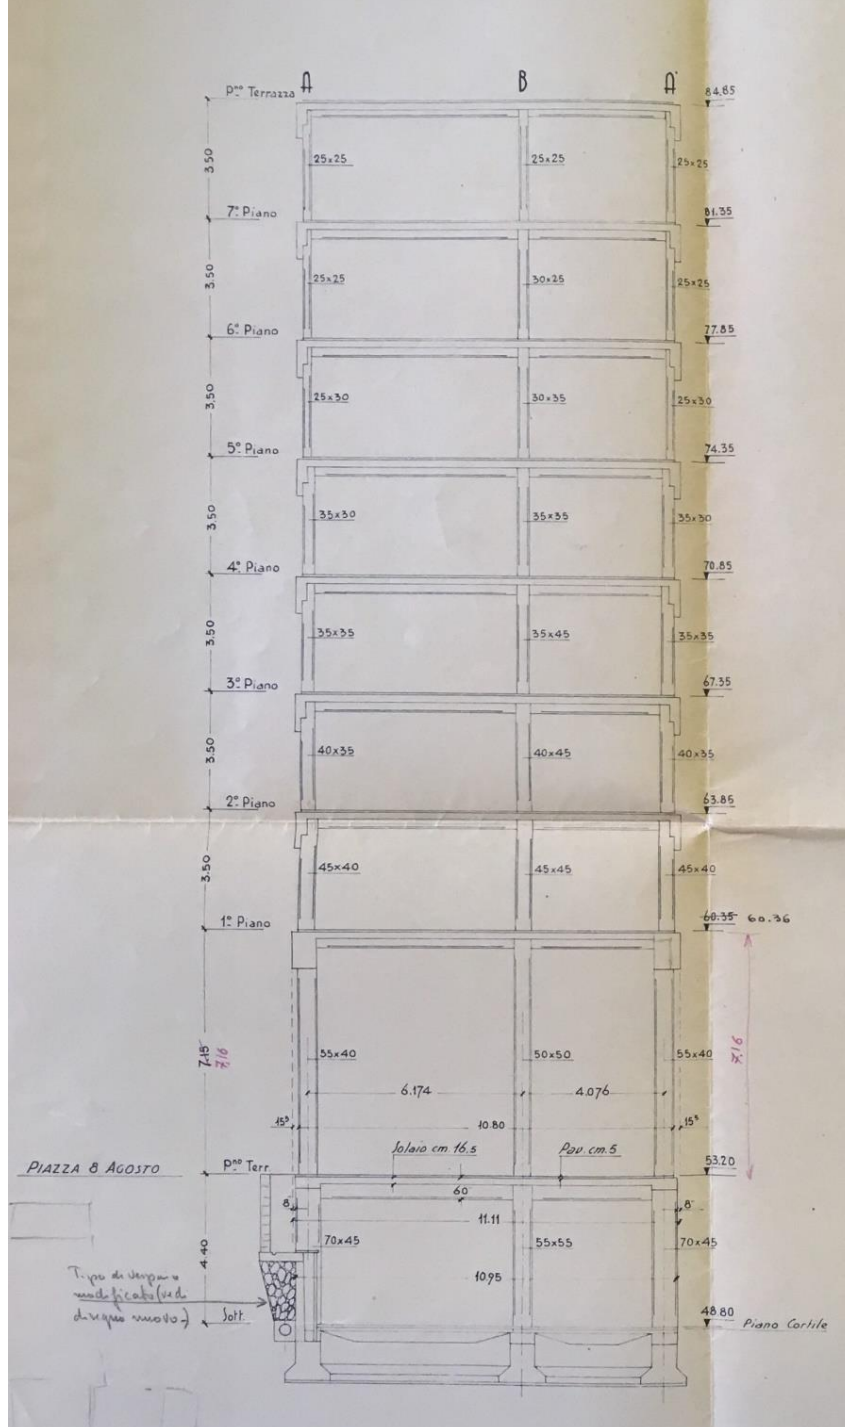 A B A'
Pno Terrazza 84.85
3.50 25x25 25x25 25x25
7° Piano 81.35
3.50 25x25 30x25 25x25
6° Piano 77.85
3.50 25x30 30x35 25x30
5° Piano 74.35
3.50 35x30 35x35 35x30
4° Piano 70.85
3.50 35x35 35x45 35x35
3° Piano 67.35
3.50 40x35 40x45 40x35
2° Piano 63.85
3.50 45x40 45x45 45x40
1° Piano 60.35 60.36
7.15 7,16 55x40 50x50 55x40 7,16
6.174 4.076
15⁵ 10.80 15⁵
Solaio cm 16.5 Pav. cm. 5
PIAZZA 8 AGOSTO Pno Terr. 53.20
60
8 11.11 8
4.40 70x45 55x55 70x45
10.95
Tipo di vespaio
modificato (vedi
disegno nuovo-)
Sott. 48.80 Piano Cortile